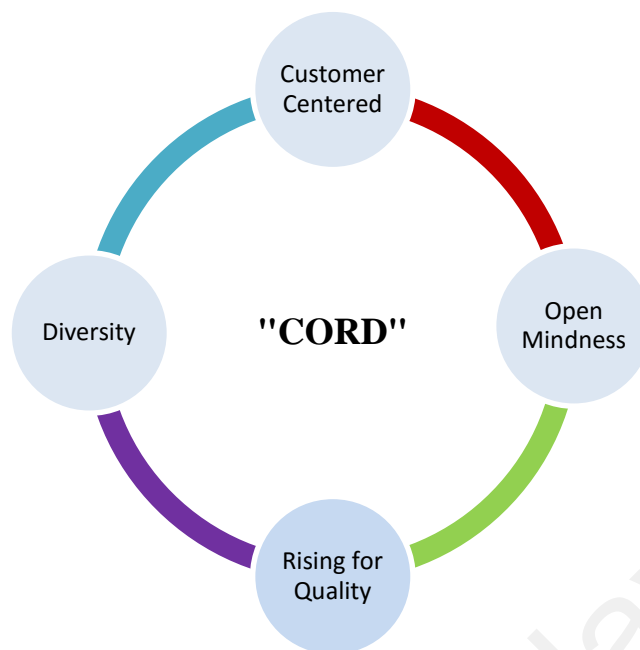 Customer
Centered
Diversity
"CORD"
Open
Mindness
Rising for
Quality